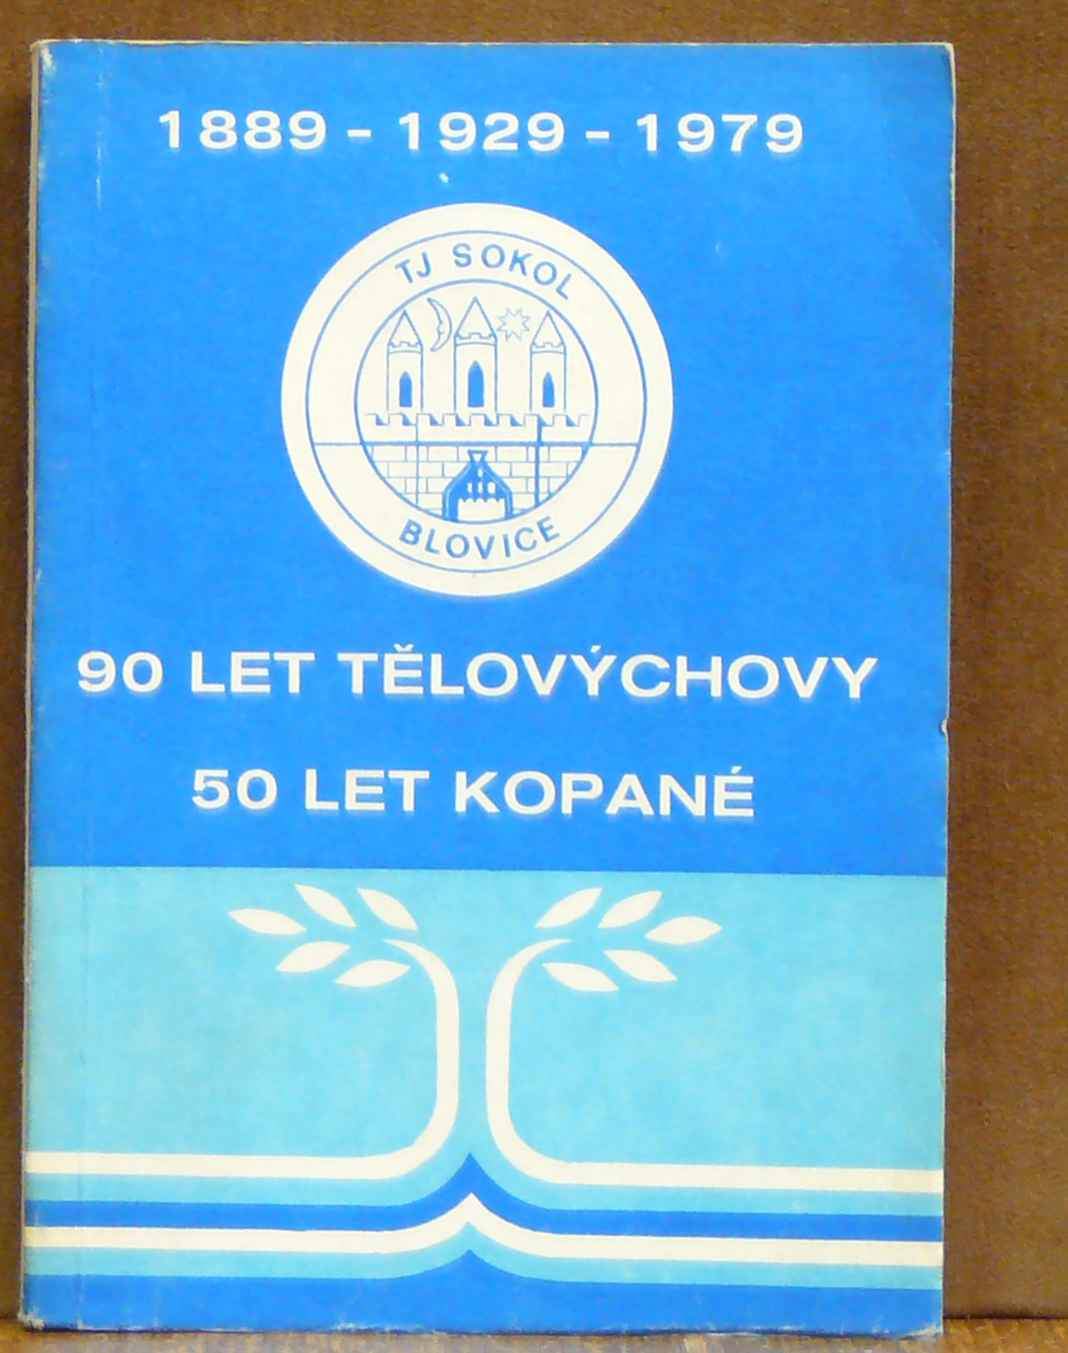 1889 - 1929 - 1979
TJ SOKOL
BLOVICE
90 LET TĚLOVÝCHOVY
50 LET KOPANÉ